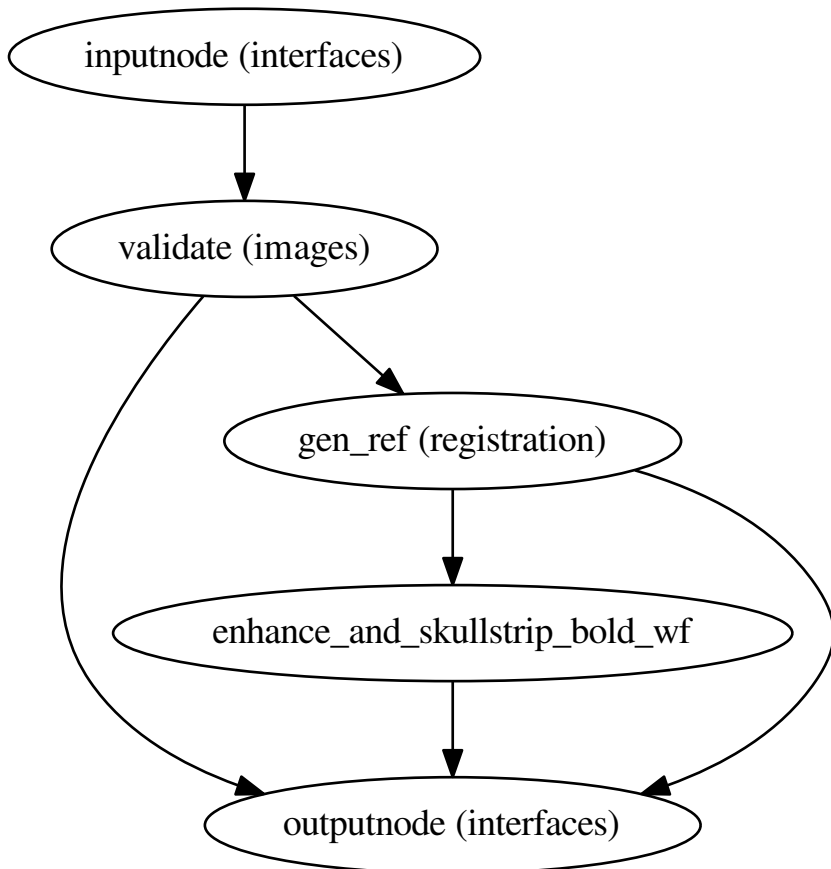 inputnode (interfaces)
validate (images)
gen_ref (registration)
enhance_and_skullstrip_bold_wf
outputnode (interfaces)